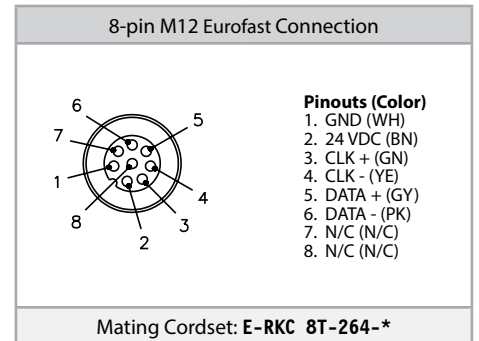 8-pin M12 Eurofast Connection
6
7
5
1
4
8
3
2
Pinouts (Color)
1. GND (WH)
2. 24 VDC (BN)
3. CLK + (GN)
4. CLK - (YE)
5. DATA + (GY)
6. DATA - (PK)
7. N/C (N/C)
8. N/C (N/C)
Mating Cordset: E-RKC 8T-264-*